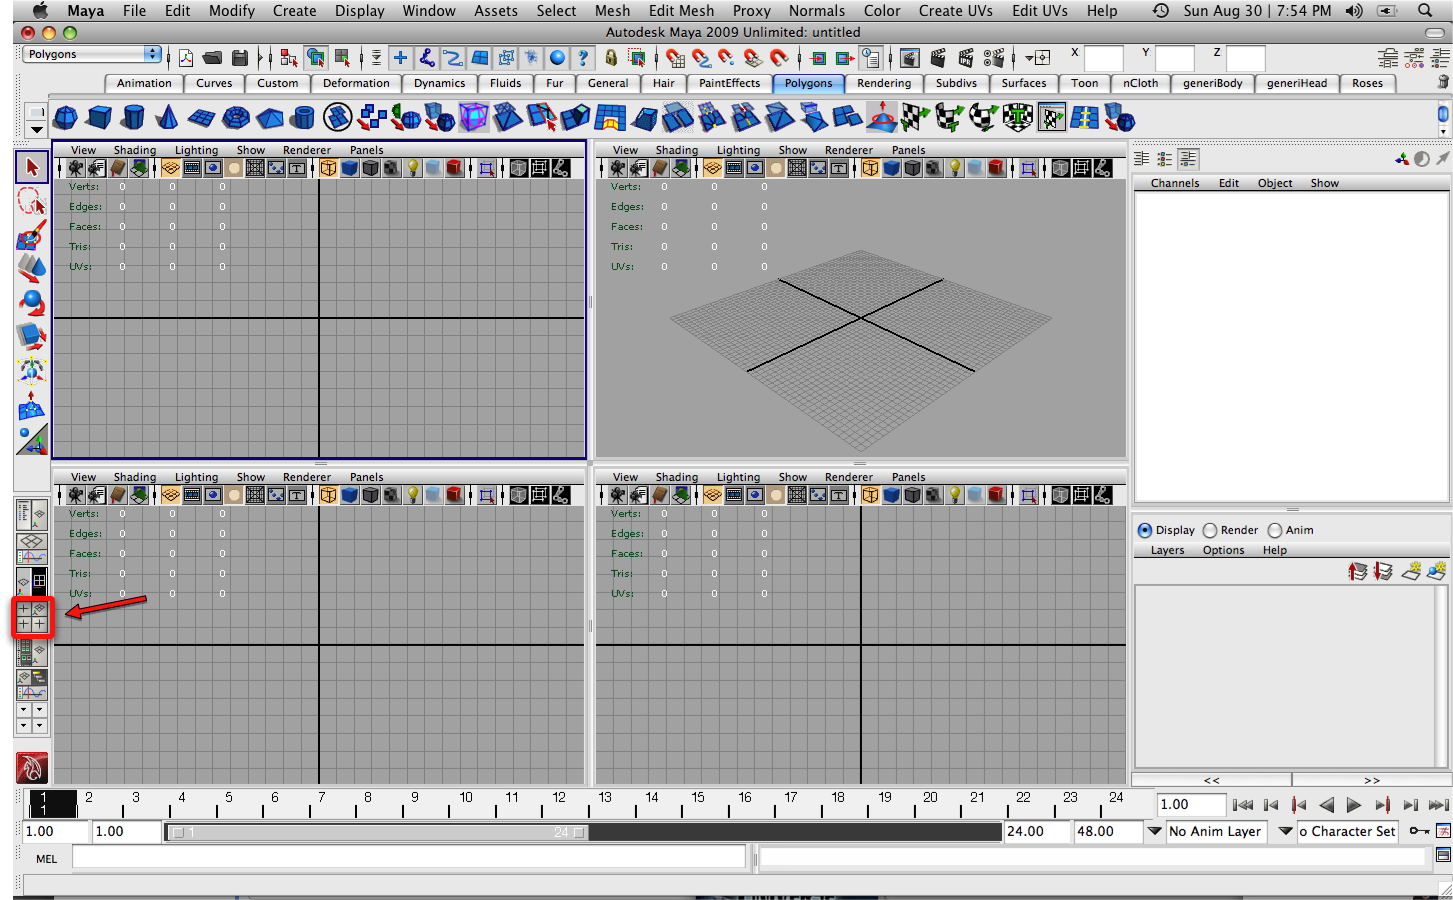 Maya File Edit Modify Create Display Window Assets Select Mesh Edit Mesh Proxy Normals Color Create UVs Edit UVs Help Sun Aug 30 | 7:54 PM
Autodesk Maya 2009 Unlimited: untitled
Polygons
X Y Z
Animation Curves Custom Deformation Dynamics Fluids Fur General Hair PaintEffects Polygons Rendering Subdivs Surfaces Toon nCloth generiBody generiHead Roses
View Shading Lighting Show Renderer Panels
Verts: 0 0 0
Edges: 0 0 0
Faces: 0 0 0
Tris: 0 0 0
UVs: 0 0 0
View Shading Lighting Show Renderer Panels
Verts: 0 0 0
Edges: 0 0 0
Faces: 0 0 0
Tris: 0 0 0
UVs: 0 0 0
Channels Edit Object Show
View Shading Lighting Show Renderer Panels
Verts: 0 0 0
Edges: 0 0 0
Faces: 0 0 0
Tris: 0 0 0
UVs: 0 0 0
View Shading Lighting Show Renderer Panels
Verts: 0 0 0
Edges: 0 0 0
Faces: 0 0 0
Tris: 0 0 0
UVs: 0 0 0
Display Render Anim
Layers Options Help
<< >>
1 2 3 4 5 6 7 8 9 10 11 12 13 14 15 16 17 18 19 20 21 22 23 24
1
1.00
1.00 1.00 1 24 24.00 48.00 No Anim Layer o Character Set
MEL